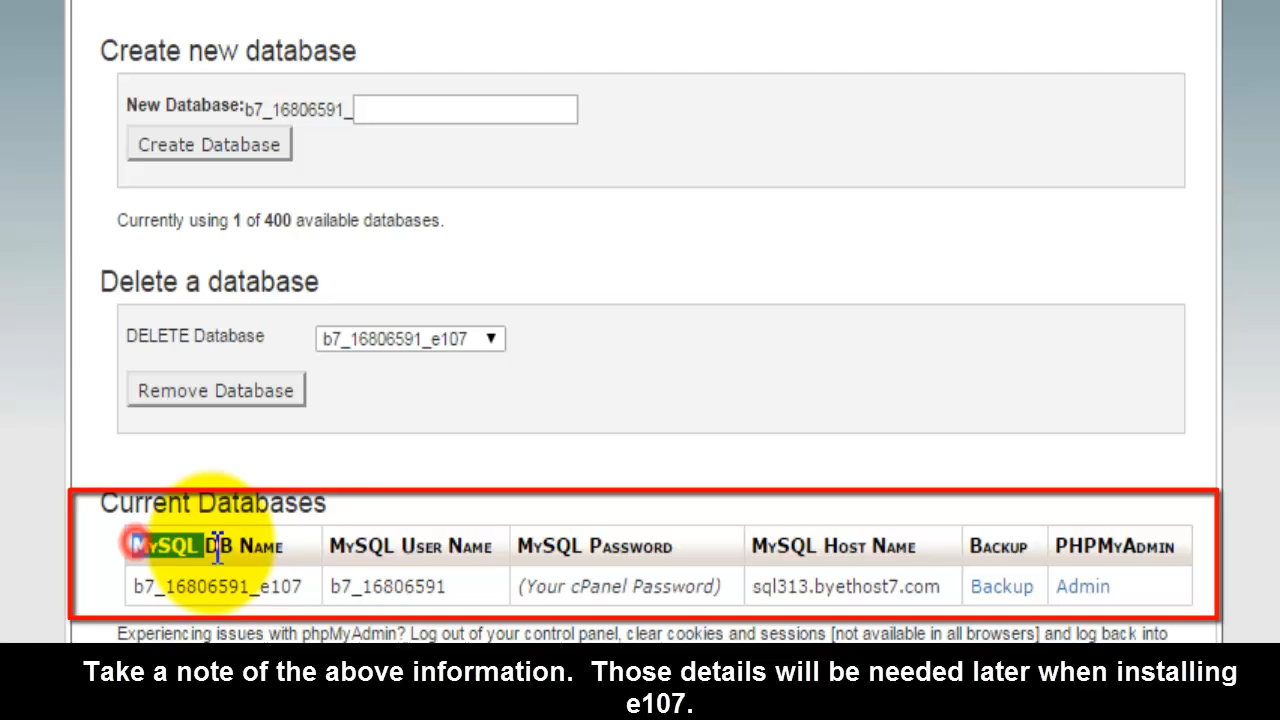 Create new database
New Database:b7_16806591_
Create Database
Currently using 1 of 400 available databases.
Delete a database
DELETE Database b7_16806591_e107 ▼
Remove Database
Current Databases
MySQL DB Name MySQL User Name MySQL Password MySQL Host Name Backup PHPMyAdmin
b7_16806591_e107 b7_16806591 (Your cPanel Password) sql313.byethost7.com Backup Admin
Experiencing issues with phpMyAdmin? Log out of your control panel, clear cookies and sessions [not available in all browsers] and log back into
Take a note of the above information. Those details will be needed later when installing
e107.